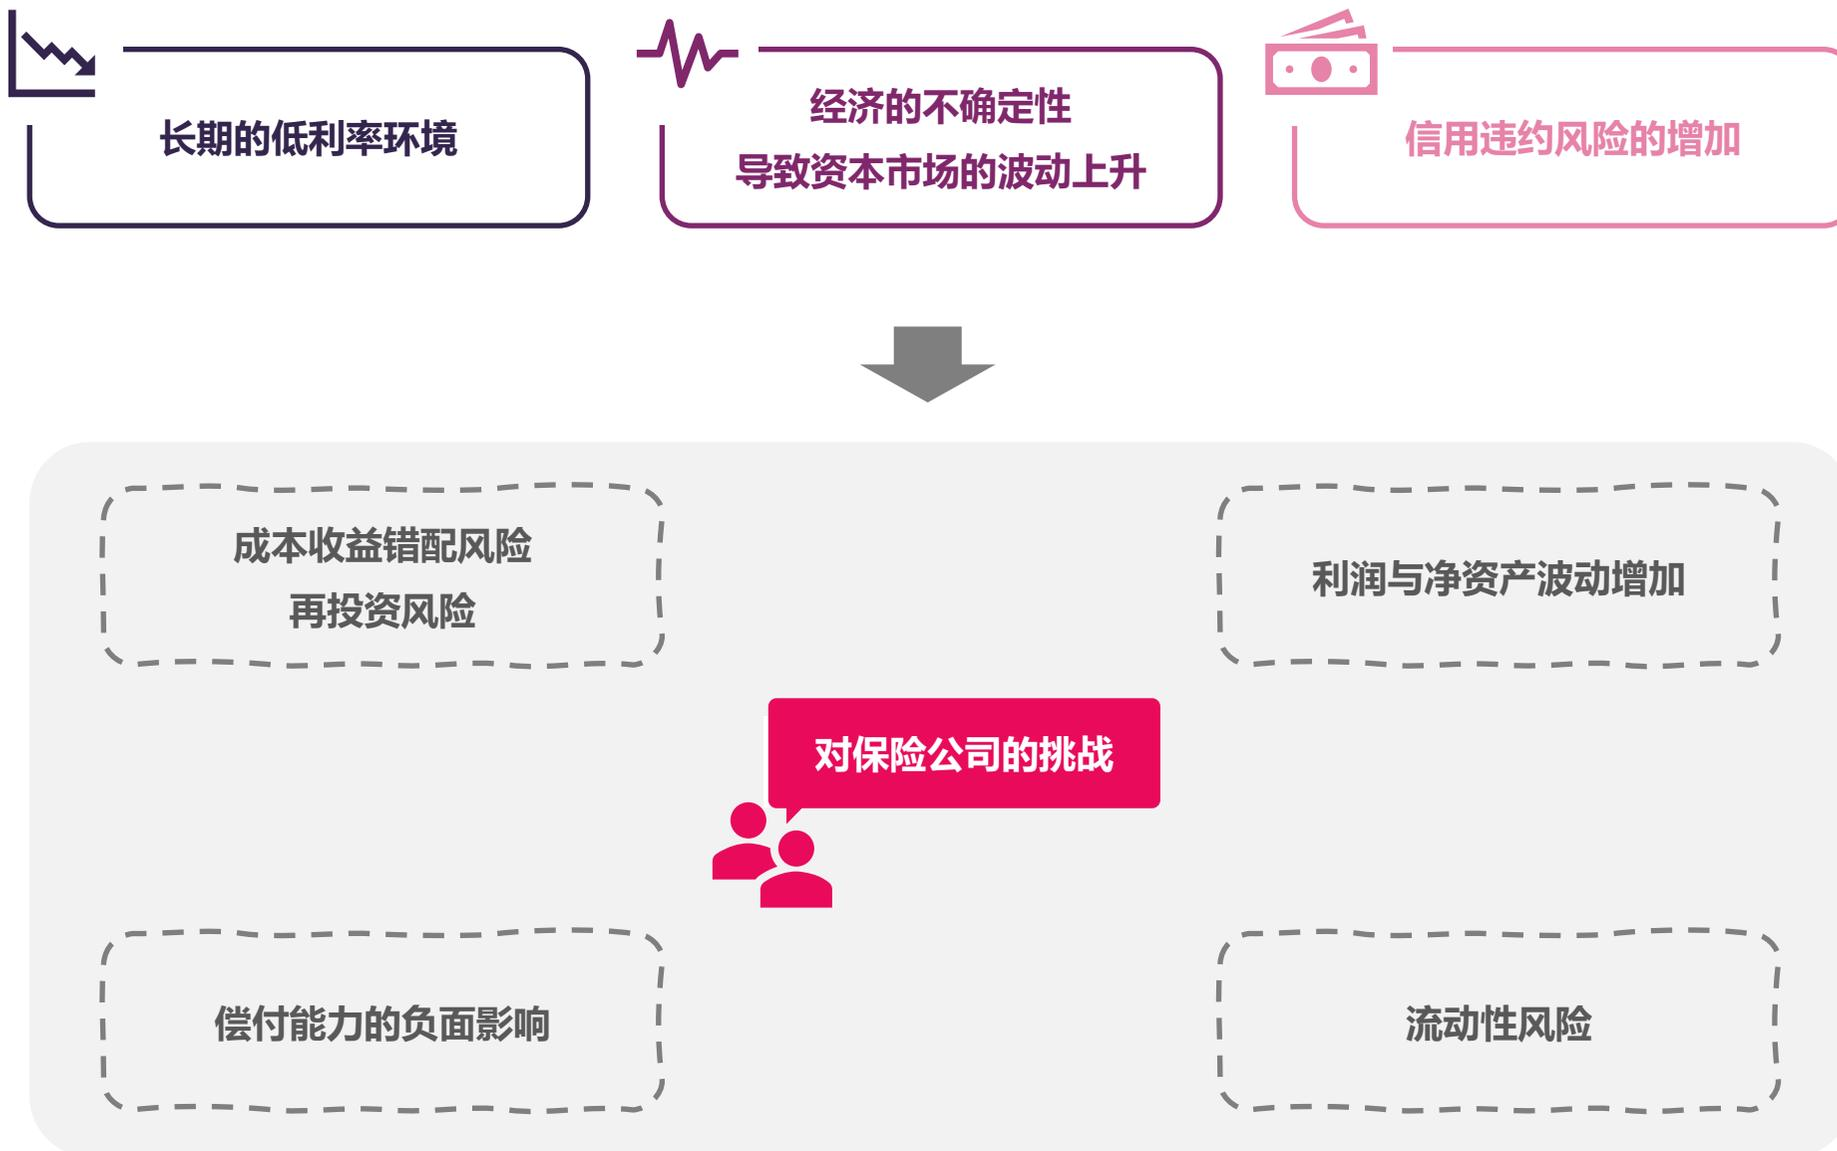 长期的低利率环境
经济的不确定性
导致资本市场的波动上升
信用违约风险的增加
成本收益错配风险
再投资风险
利润与净资产波动增加
对保险公司的挑战
偿付能力的负面影响
流动性风险